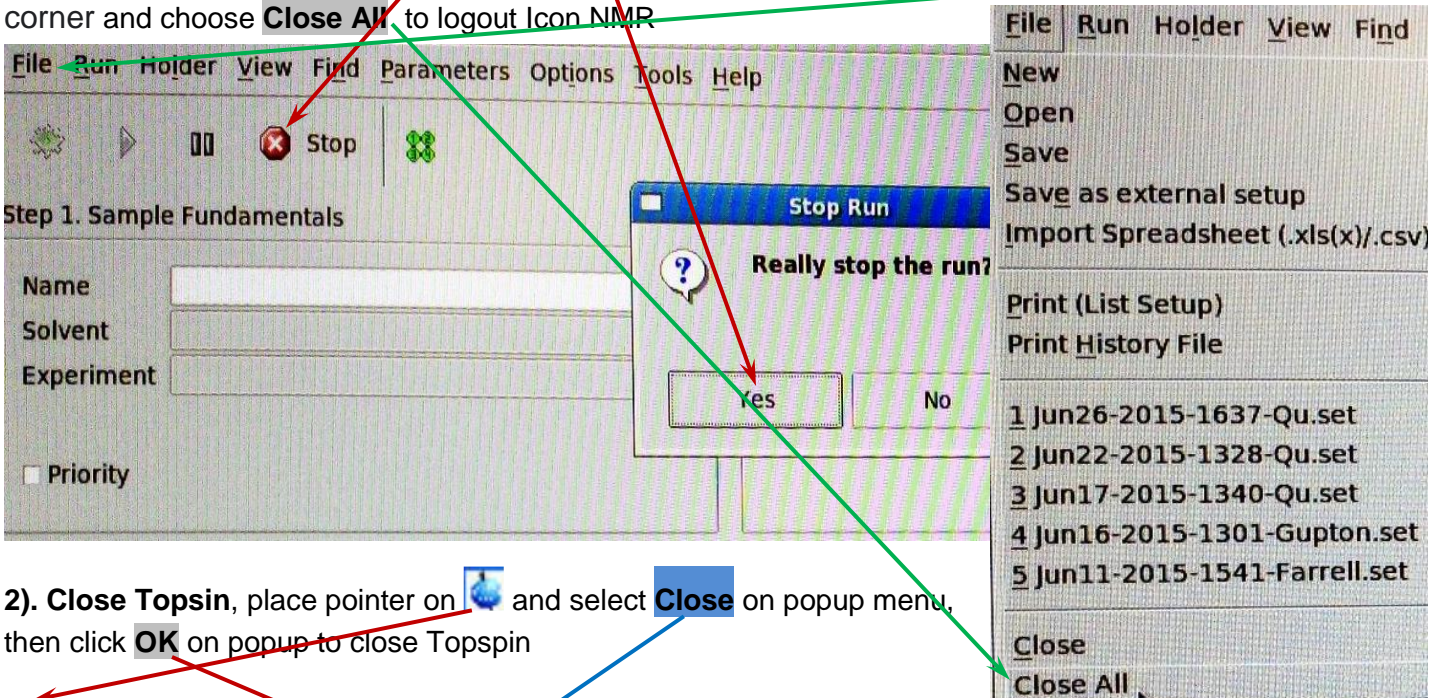 corner and choose Close All to logout Icon NMR
File Run Holder View Find Parameters Options Tools Help
Stop
Step 1. Sample Fundamentals
Name
Solvent
Experiment
Priority
Stop Run
Really stop the run?
Yes No
File Run Holder View Find
New
Open
Save
Save as external setup
Import Spreadsheet (.xls(x)/.csv)
Print (List Setup)
Print History File
1 Jun26-2015-1637-Qu.set
2 Jun22-2015-1328-Qu.set
3 Jun17-2015-1340-Qu.set
4 Jun16-2015-1301-Gupton.set
5 Jun11-2015-1541-Farrell.set
Close
Close All
2). Close Topsin, place pointer on and select Close on popup menu,
then click OK on popup to close Topspin